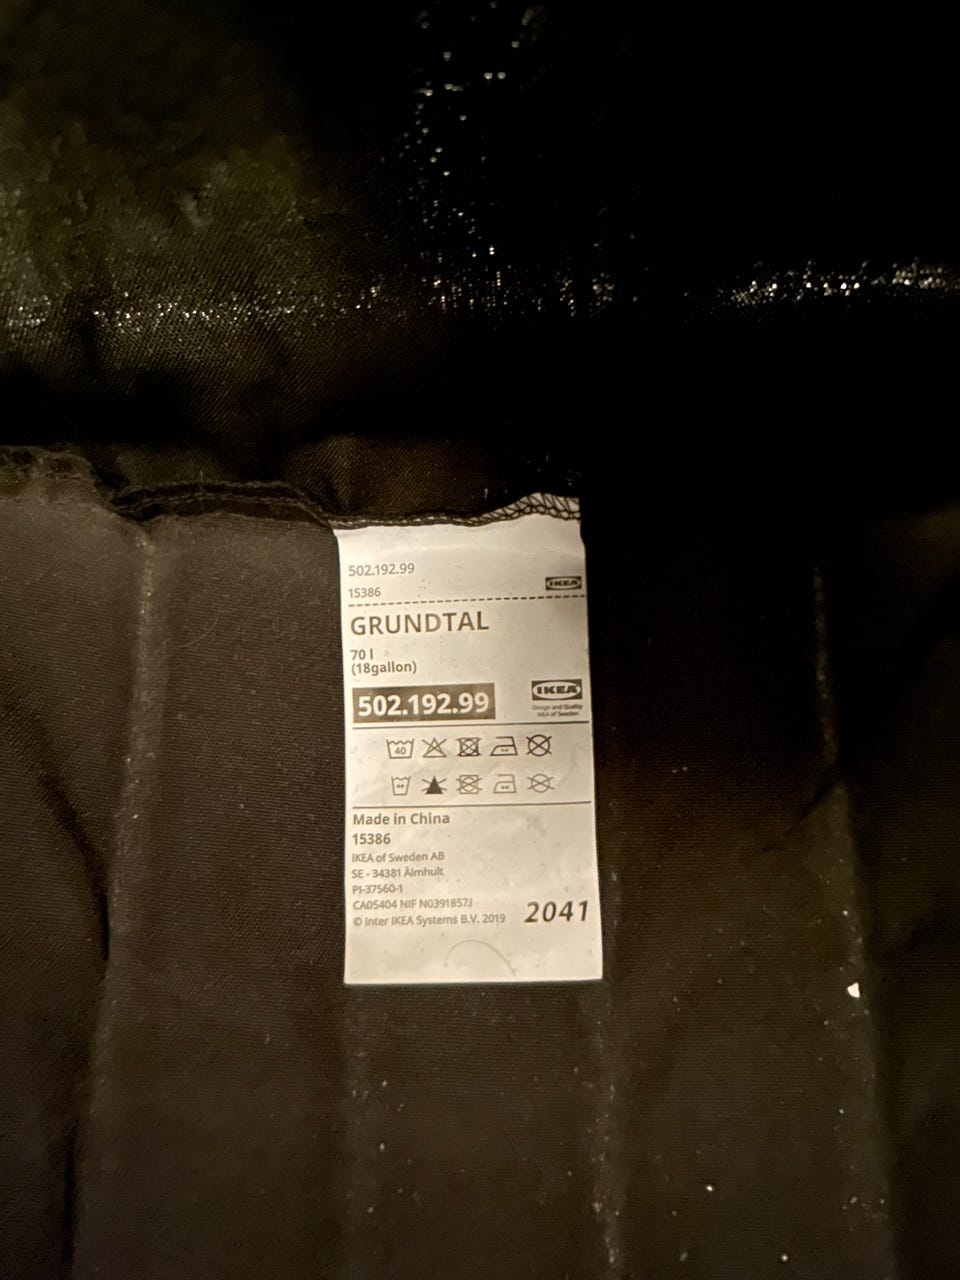 502.192.99
15386
IKEA
GRUNDTAL
70 l
(18gallon)
502.192.99
IKEA
Design and Quality
IKEA of Sweden
40
Made in China
15386
IKEA of Sweden AB
SE - 34381 Älmhult
PI-37560-1
CA05404 NIF N0391857J
© Inter IKEA Systems B.V. 2019
2041